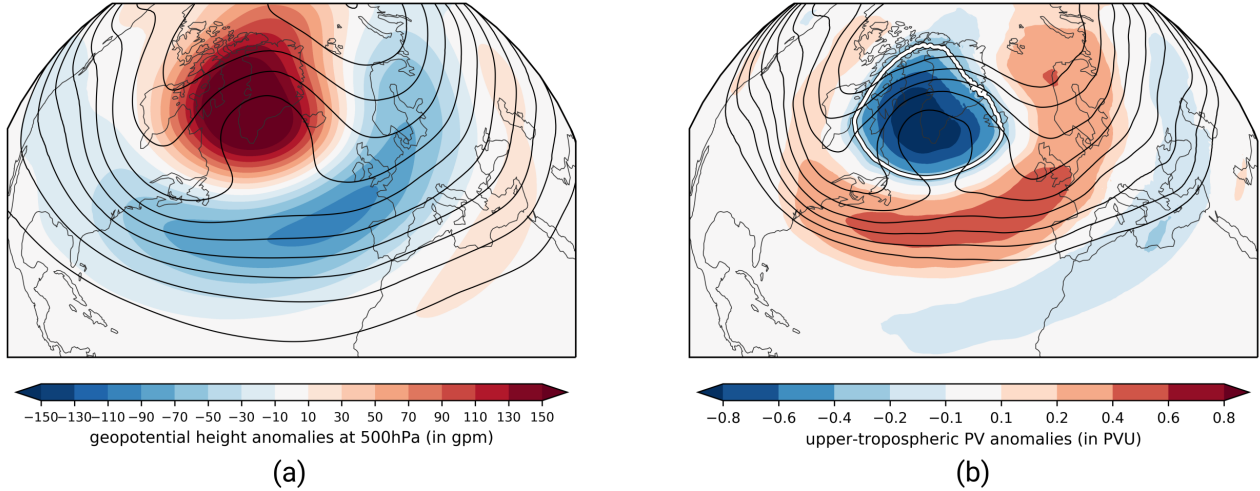 −150−130−110 −90 −70 −50 −30 −10 10 30 50 70 90 110 130 150
geopotential height anomalies at 500hPa (in gpm)
(a)
−0.8 −0.6 −0.4 −0.2 −0.1 0.1 0.2 0.4 0.6 0.8
upper-tropospheric PV anomalies (in PVU)
(b)